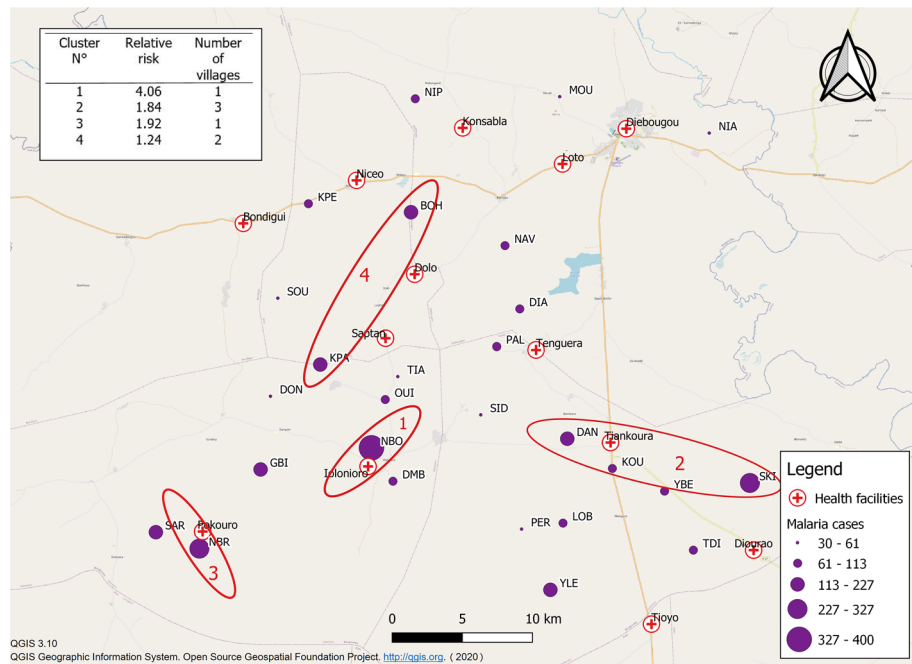 Cluster N° Relative risk Number of villages
1 4.06 1
2 1.84 3
3 1.92 1
4 1.24 2
NIP
MOU
Konsabla
Diebougou
NIA
Loto
Niceo
KPE
BOH
Bondigui
NAV
4
Dolo
SOU
DIA
Saptan
PAL
Tenguera
KPA
TIA
DON
OUI
SID
1
DAN
Tiankoura
NBO
2
Iolonioro
KOU
GBI
DMB
SKI
YBE
SAR
Pakouro
PER
LOB
NBR
TDI
Diourao
3
YLE
Tioyo
Legend
Health facilities
Malaria cases
30 - 61
61 - 113
113 - 227
227 - 327
327 - 400
0 5 10 km
QGIS 3.10
QGIS Geographic Information System. Open Source Geospatial Foundation Project. http://qgis.org. ( 2020 )